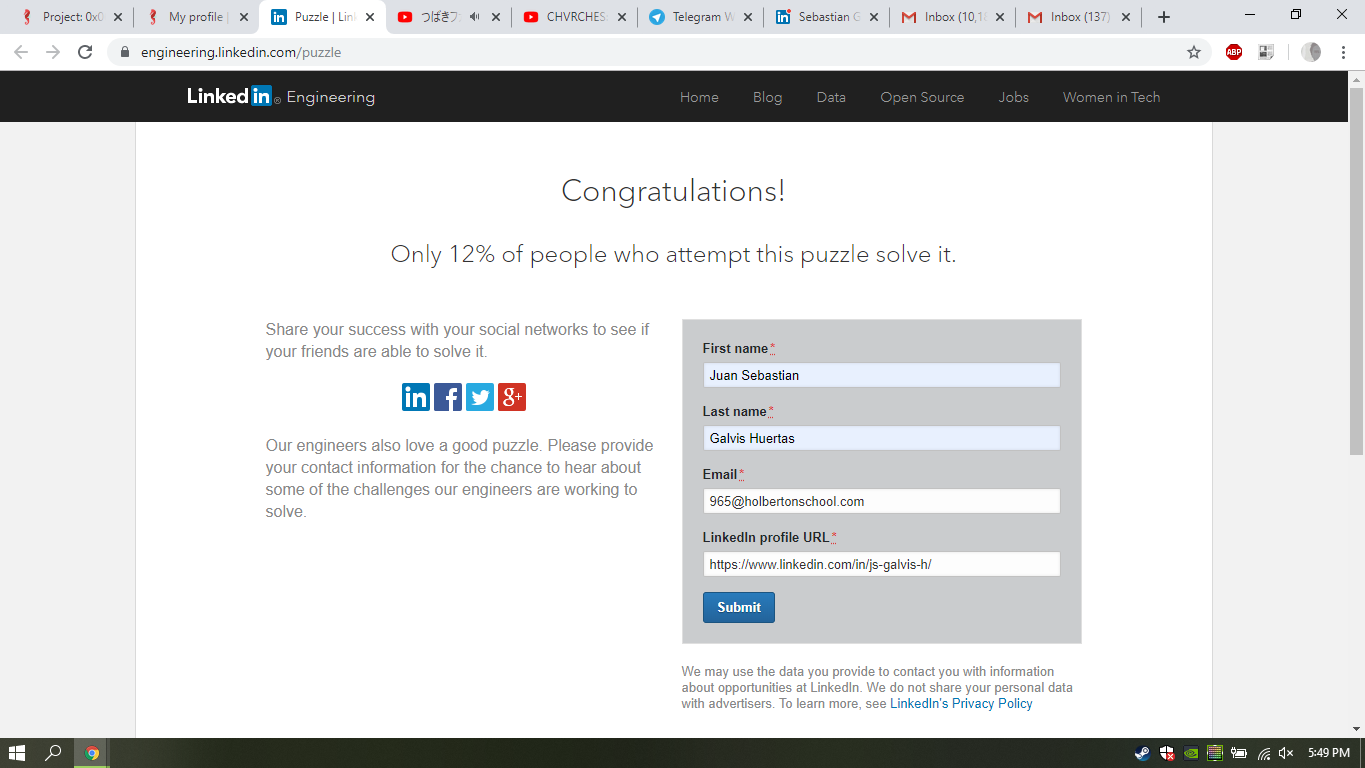 Project: 0x0
My profile |
Puzzle | Lin
つばきフ
CHVRCHES
Telegram W
Sebastian G
Inbox (10,18
Inbox (137)
engineering.linkedin.com/puzzle
ABP
Linkedin® Engineering
Home Blog Data Open Source Jobs Women in Tech
Congratulations!
Only 12% of people who attempt this puzzle solve it.
Share your success with your social networks to see if
your friends are able to solve it.
in f g+
Our engineers also love a good puzzle. Please provide
your contact information for the chance to hear about
some of the challenges our engineers are working to
solve.
First name*
Juan Sebastian
Last name*
Galvis Huertas
Email*
965@holbertonschool.com
LinkedIn profile URL*
https://www.linkedin.com/in/js-galvis-h/
Submit
We may use the data you provide to contact you with information
about opportunities at LinkedIn. We do not share your personal data
with advertisers. To learn more, see LinkedIn's Privacy Policy
5:49 PM